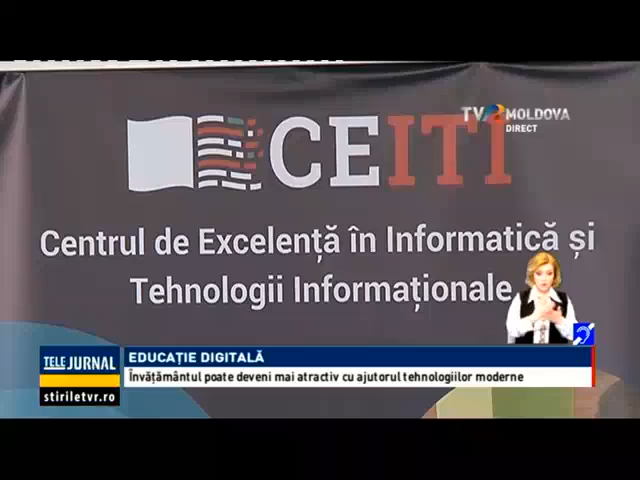 CEITI
TVR MOLDOVA
DIRECT
Centrul de Excelență în Informatică și
Tehnologii Informaționale
TELE JURNAL
EDUCAȚIE DIGITALĂ
Învățământul poate deveni mai atractiv cu ajutorul tehnologiilor moderne
stiriletvr.ro